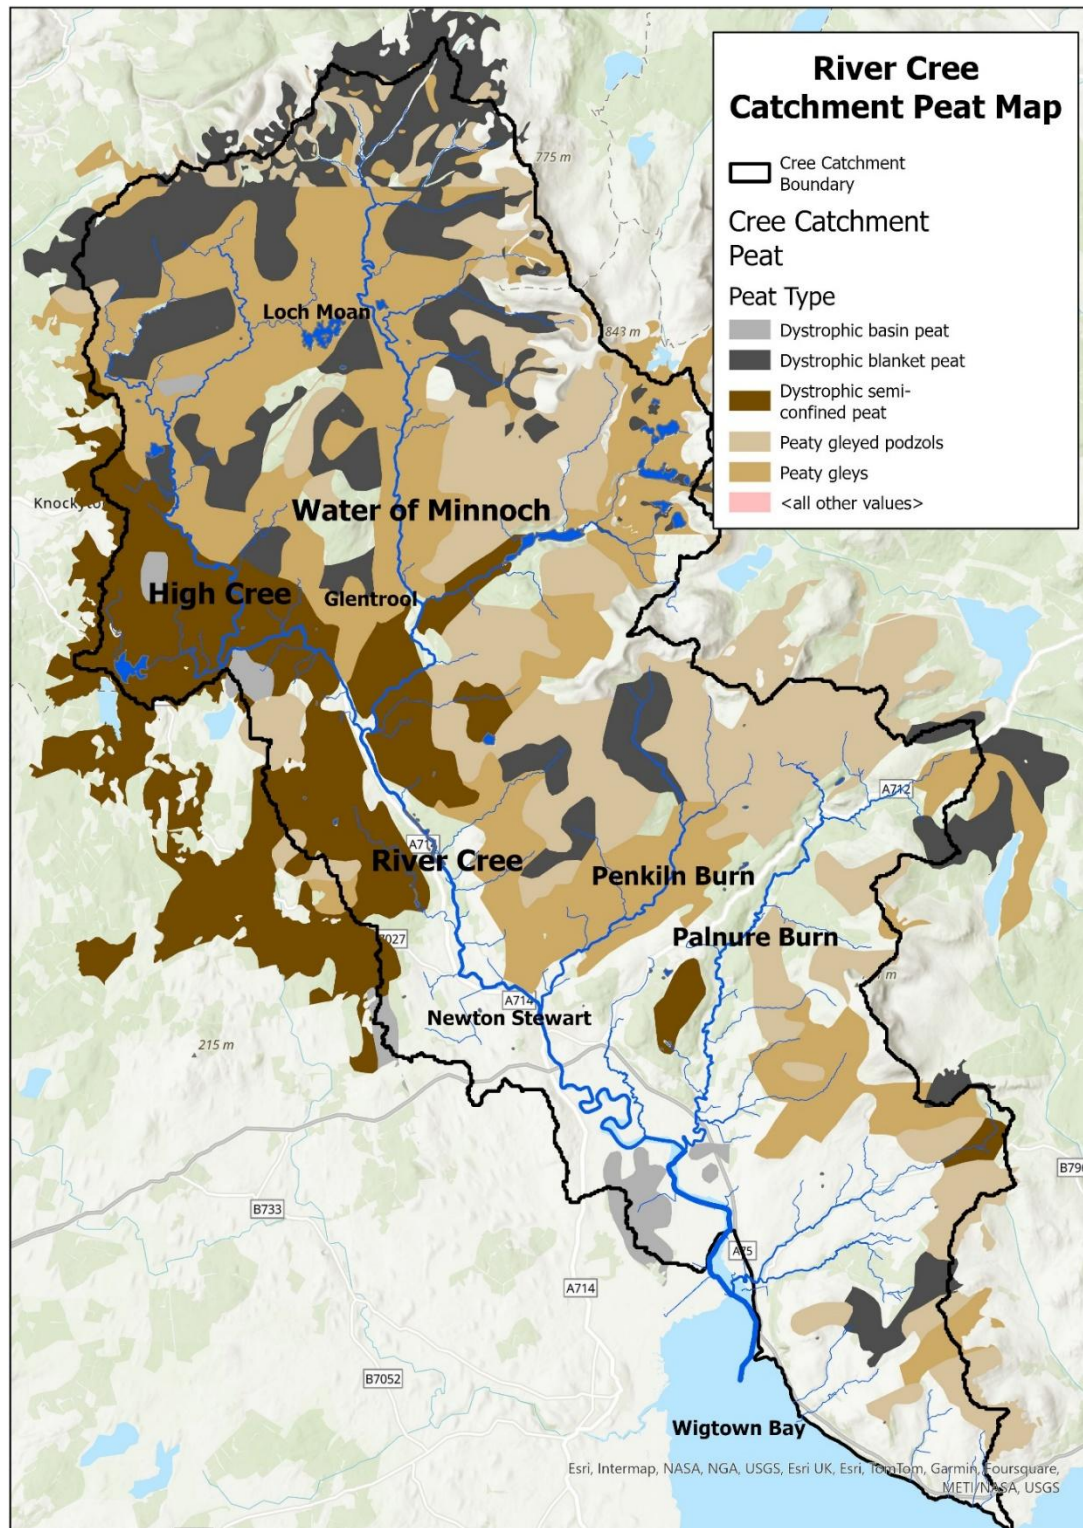 River Cree
Catchment Peat Map
Cree Catchment
Boundary
Cree Catchment
Peat
Peat Type
Dystrophic basin peat
Dystrophic blanket peat
Dystrophic semi-
confined peat
Peaty gleyed podzols
Peaty gleys
<all other values>
775 m
Loch Moan
843 m
Water of Minnoch
High Cree
Glentrool
A712
River Cree
Penkiln Burn
Palnure Burn
A714
Newton Stewart
215 m
B733
A75
A714
B7052
Wigtown Bay
Esri, Intermap, NASA, NGA, USGS, Esri UK, Esri, TomTom, Garmin, Foursquare,
METI/NASA, USGS